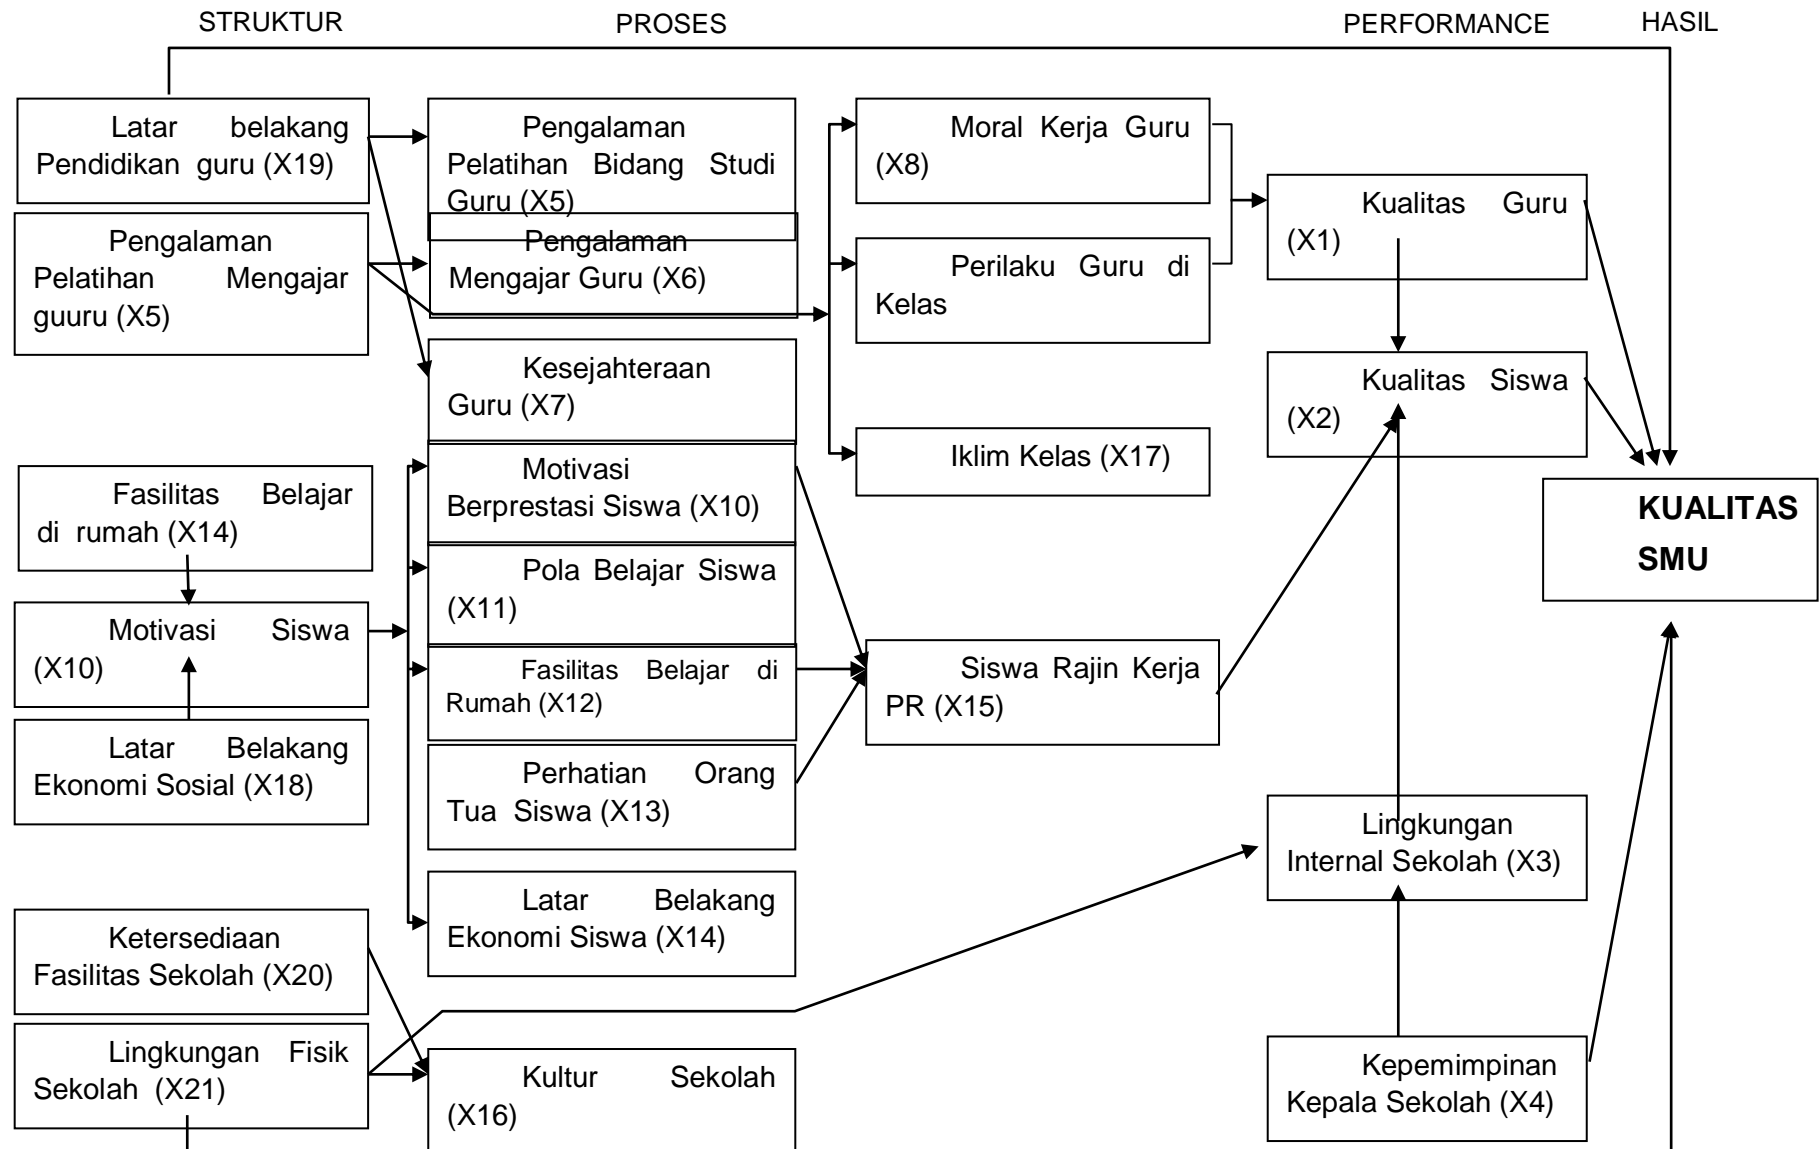 STRUKTUR
PROSES
PERFORMANCE
HASIL
Latar belakang
Pendidikan guru (X19)
Pengalaman
Pelatihan Mengajar
guuru (X5)
Fasilitas Belajar
di rumah (X14)
Motivasi Siswa
(X10)
Latar Belakang
Ekonomi Sosial (X18)
Ketersediaan
Fasilitas Sekolah (X20)
Lingkungan Fisik
Sekolah (X21)
Pengalaman
Pelatihan Bidang Studi
Guru (X5)
Pengalaman
Mengajar Guru (X6)
Kesejahteraan
Guru (X7)
Motivasi
Berprestasi Siswa (X10)
Pola Belajar Siswa
(X11)
Fasilitas Belajar di
Rumah (X12)
Perhatian Orang
Tua Siswa (X13)
Latar Belakang
Ekonomi Siswa (X14)
Kultur Sekolah
(X16)
Moral Kerja Guru
(X8)
Perilaku Guru di
Kelas
Iklim Kelas (X17)
Siswa Rajin Kerja
PR (X15)
Kualitas Guru
(X1)
Kualitas Siswa
(X2)
Lingkungan
Internal Sekolah (X3)
Kepemimpinan
Kepala Sekolah (X4)
KUALITAS
SMU